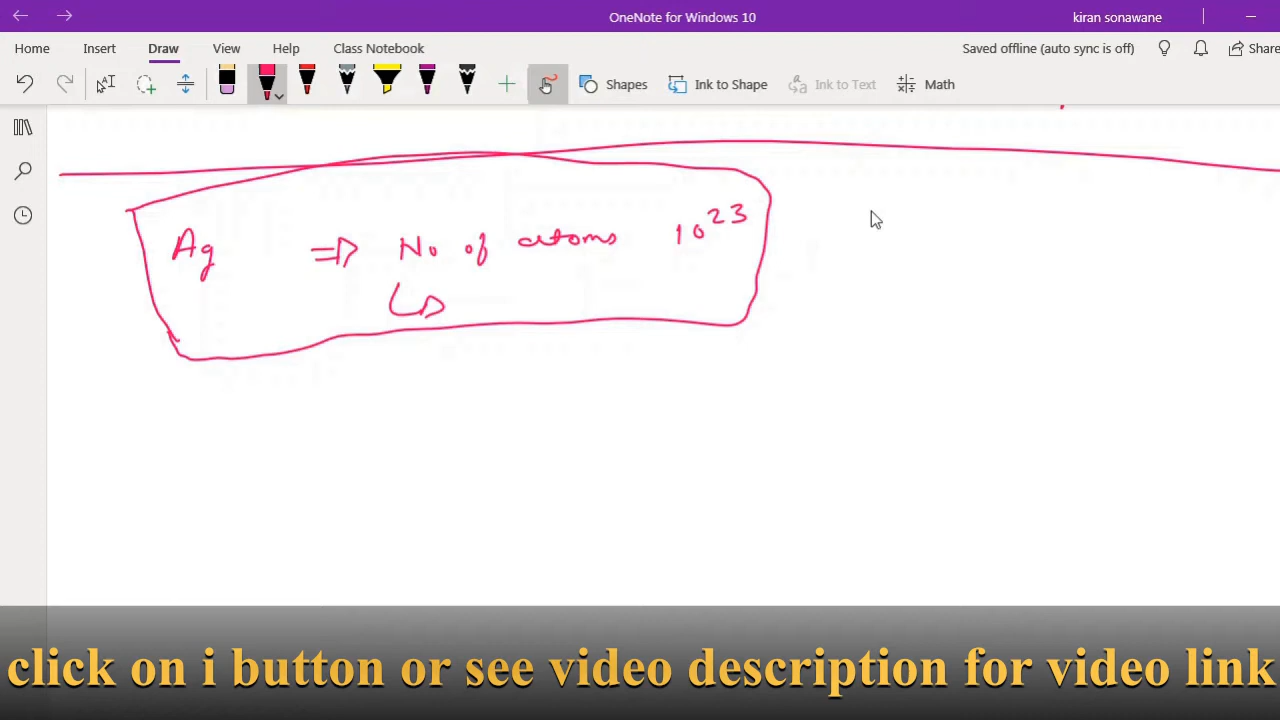 OneNote for Windows 10
kiran sonawane
Home Insert Draw View Help Class Notebook
Saved offline (auto sync is off) Share
Shapes Ink to Shape Ink to Text Math
Ag ⇒ No of atoms 10²³
click on i button or see video description for video link